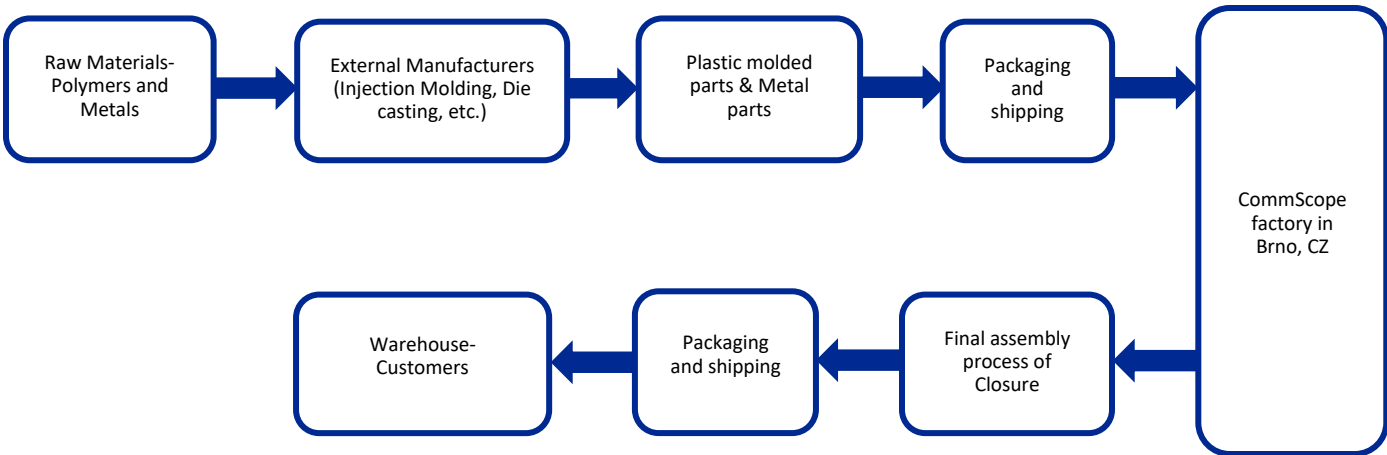 Raw Materials-
Polymers and
Metals
External Manufacturers
(Injection Molding, Die
casting, etc.)
Plastic molded
parts & Metal
parts
Packaging
and
shipping
CommScope
factory in
Brno, CZ
Final assembly
process of
Closure
Packaging
and shipping
Warehouse-
Customers